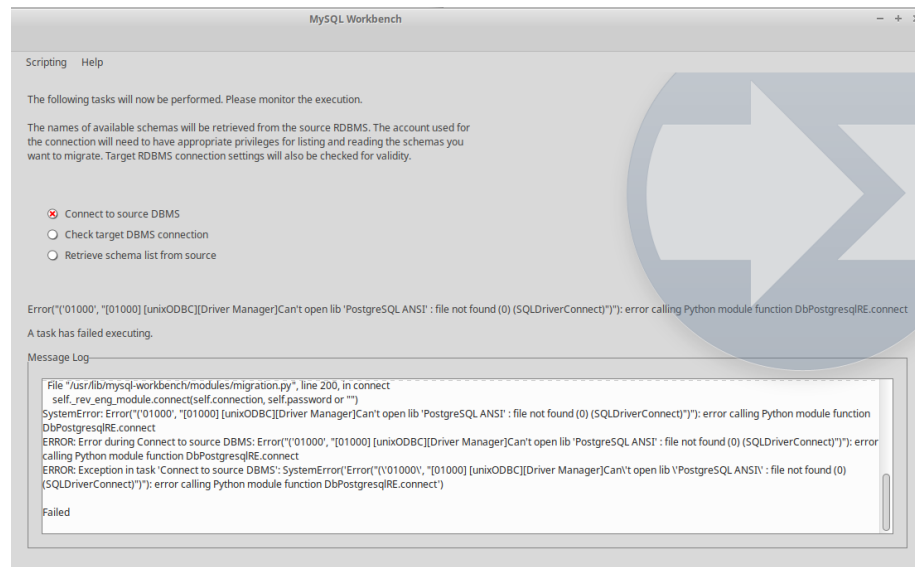 MySQL Workbench
Scripting Help
The following tasks will now be performed. Please monitor the execution.
The names of available schemas will be retrieved from the source RDBMS. The account used for
the connection will need to have appropriate privileges for listing and reading the schemas you
want to migrate. Target RDBMS connection settings will also be checked for validity.
Connect to source DBMS
Check target DBMS connection
Retrieve schema list from source
Error("('01000', "[01000] [unixODBC][Driver Manager]Can't open lib 'PostgreSQL ANSI' : file not found (0) (SQLDriverConnect)")"): error calling Python module function DbPostgresqlRE.connect
A task has failed executing.
Message Log
File "/usr/lib/mysql-workbench/modules/migration.py", line 200, in connect
self._rev_eng_module.connect(self.connection, self.password or "")
SystemError: Error("('01000', "[01000] [unixODBC][Driver Manager]Can't open lib 'PostgreSQL ANSI' : file not found (0) (SQLDriverConnect)")"): error calling Python module function
DbPostgresqlRE.connect
ERROR: Error during Connect to source DBMS: Error("('01000', "[01000] [unixODBC][Driver Manager]Can't open lib 'PostgreSQL ANSI' : file not found (0) (SQLDriverConnect)")"): error
calling Python module function DbPostgresqlRE.connect
ERROR: Exception in task 'Connect to source DBMS': SystemError('Error("(\'01000\', "[01000] [unixODBC][Driver Manager]Can\'t open lib \'PostgreSQL ANSI\' : file not found (0)
(SQLDriverConnect)")"): error calling Python module function DbPostgresqlRE.connect')
Failed